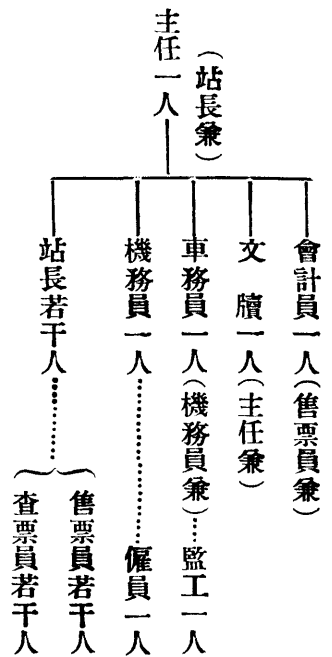 主任一人
(站長兼)
會計員一人(售票員兼)
文牘一人(主任兼)
車務員一人(機務員兼)……監工一人
機務員一人……僱員一人
站長若干人……
售票員若干人
查票員若干人